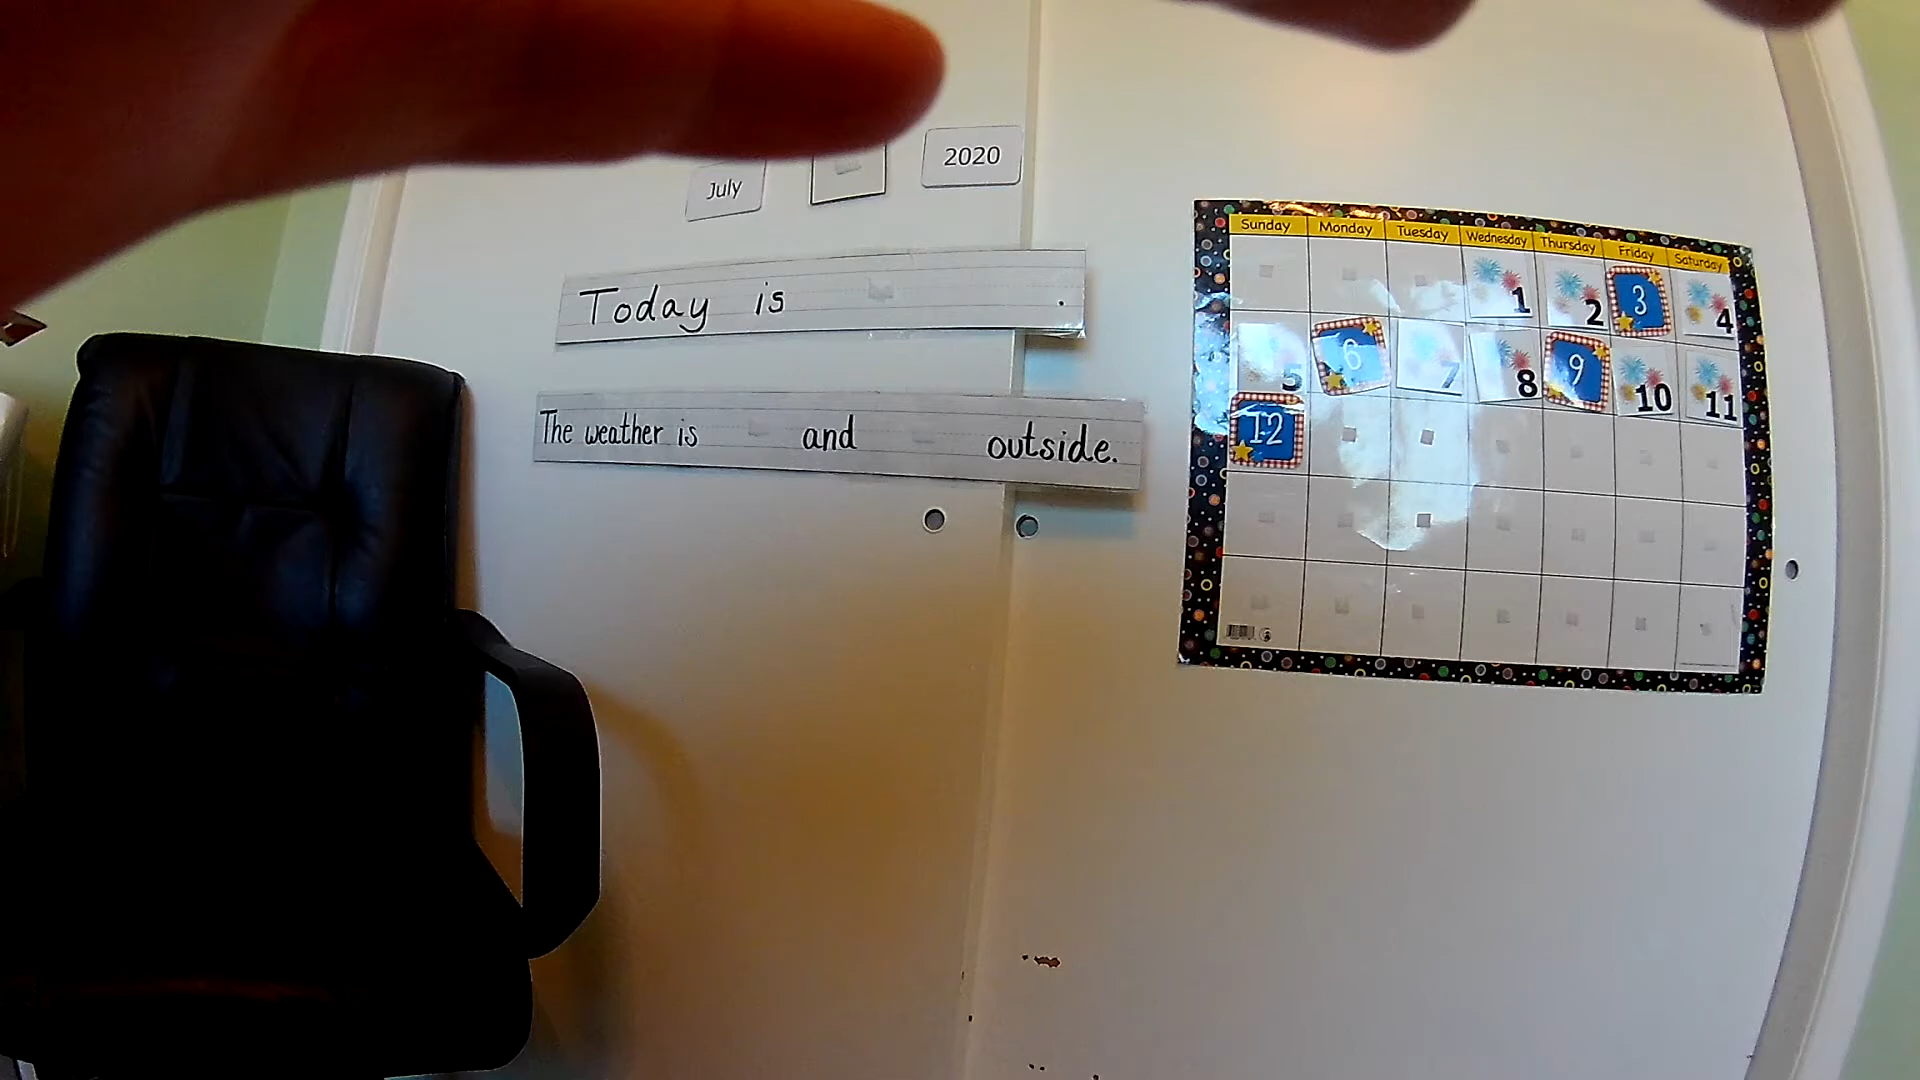 July 2020
Today is .
The weather is and outside.
Sunday Monday Tuesday Wednesday Thursday Friday Saturday
1 2 3 4
5 6 7 8 9 10 11
12